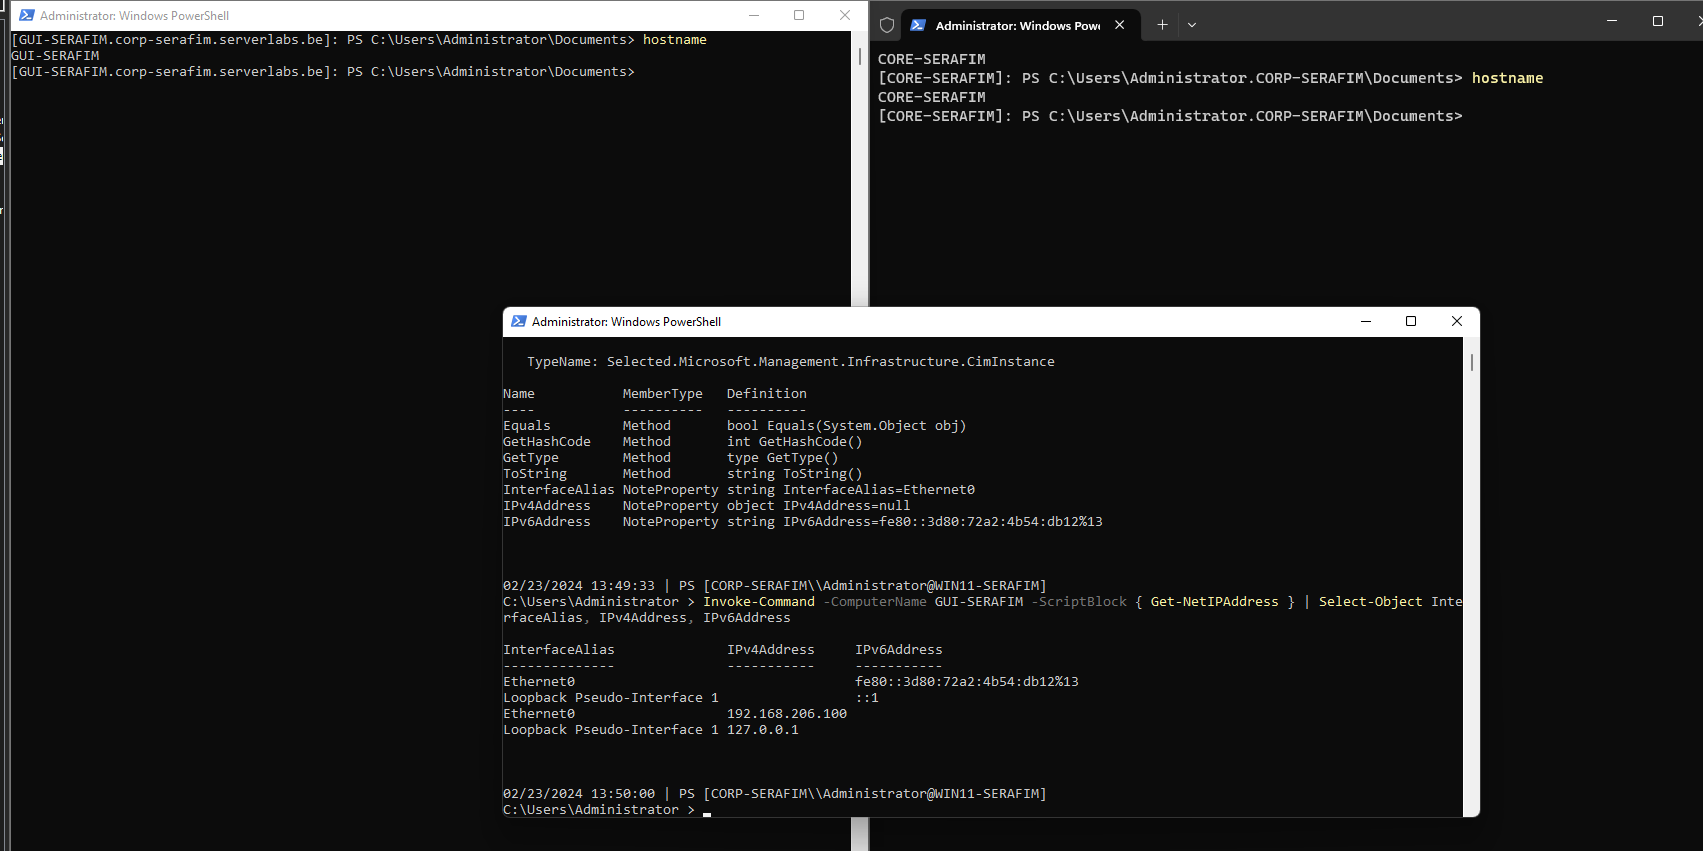 Administrator: Windows PowerShell
[GUI-SERAFIM.corp-serafim.serverlabs.be]: PS C:\Users\Administrator\Documents> hostname
GUI-SERAFIM
[GUI-SERAFIM.corp-serafim.serverlabs.be]: PS C:\Users\Administrator\Documents>
Administrator: Windows Powe
CORE-SERAFIM
[CORE-SERAFIM]: PS C:\Users\Administrator.CORP-SERAFIM\Documents> hostname
CORE-SERAFIM
[CORE-SERAFIM]: PS C:\Users\Administrator.CORP-SERAFIM\Documents>
Administrator: Windows PowerShell
TypeName: Selected.Microsoft.Management.Infrastructure.CimInstance
Name MemberType Definition
---- ---------- ----------
Equals Method bool Equals(System.Object obj)
GetHashCode Method int GetHashCode()
GetType Method type GetType()
ToString Method string ToString()
InterfaceAlias NoteProperty string InterfaceAlias=Ethernet0
IPv4Address NoteProperty object IPv4Address=null
IPv6Address NoteProperty string IPv6Address=fe80::3d80:72a2:4b54:db12%13
02/23/2024 13:49:33 | PS [CORP-SERAFIM\\Administrator@WIN11-SERAFIM]
C:\Users\Administrator > Invoke-Command -ComputerName GUI-SERAFIM -ScriptBlock { Get-NetIPAddress } | Select-Object Inte
rfaceAlias, IPv4Address, IPv6Address
InterfaceAlias IPv4Address IPv6Address
-------------- ----------- -----------
Ethernet0 fe80::3d80:72a2:4b54:db12%13
Loopback Pseudo-Interface 1 ::1
Ethernet0 192.168.206.100
Loopback Pseudo-Interface 1 127.0.0.1
02/23/2024 13:50:00 | PS [CORP-SERAFIM\\Administrator@WIN11-SERAFIM]
C:\Users\Administrator >